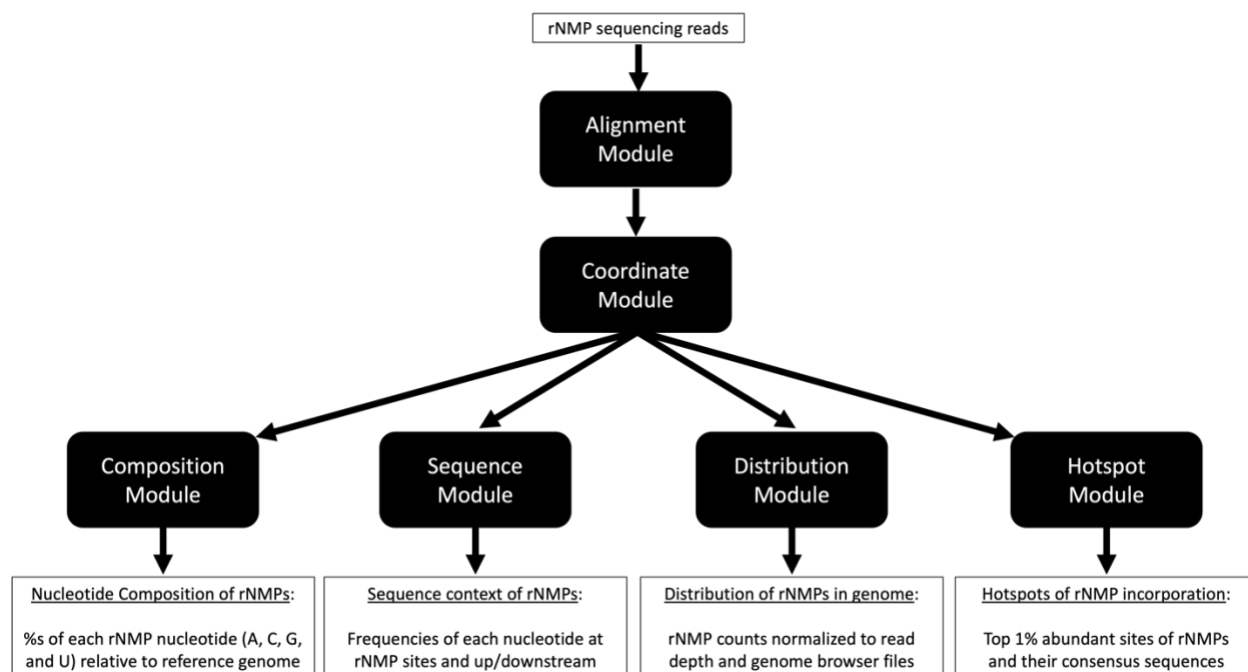 rNMP sequencing reads
Alignment
Module
Coordinate
Module
Composition
Module
Sequence
Module
Distribution
Module
Hotspot
Module
Nucleotide Composition of rNMPs:
%s of each rNMP nucleotide (A, C, G,
and U) relative to reference genome
Sequence context of rNMPs:
Frequencies of each nucleotide at
rNMP sites and up/downstream
Distribution of rNMPs in genome:
rNMP counts normalized to read
depth and genome browser files
Hotspots of rNMP incorporation:
Top 1% abundant sites of rNMPs
and their consensus sequences